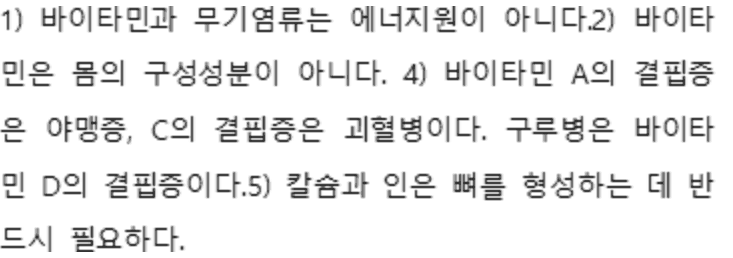 1) 바이타민과 무기염류는 에너지원이 아니다.2) 바이타
민은 몸의 구성성분이 아니다. 4) 바이타민 A의 결핍증
은 야맹증, C의 결핍증은 괴혈병이다. 구루병은 바이타
민 D의 결핍증이다.5) 칼슘과 인은 뼈를 형성하는 데 반
드시 필요하다.